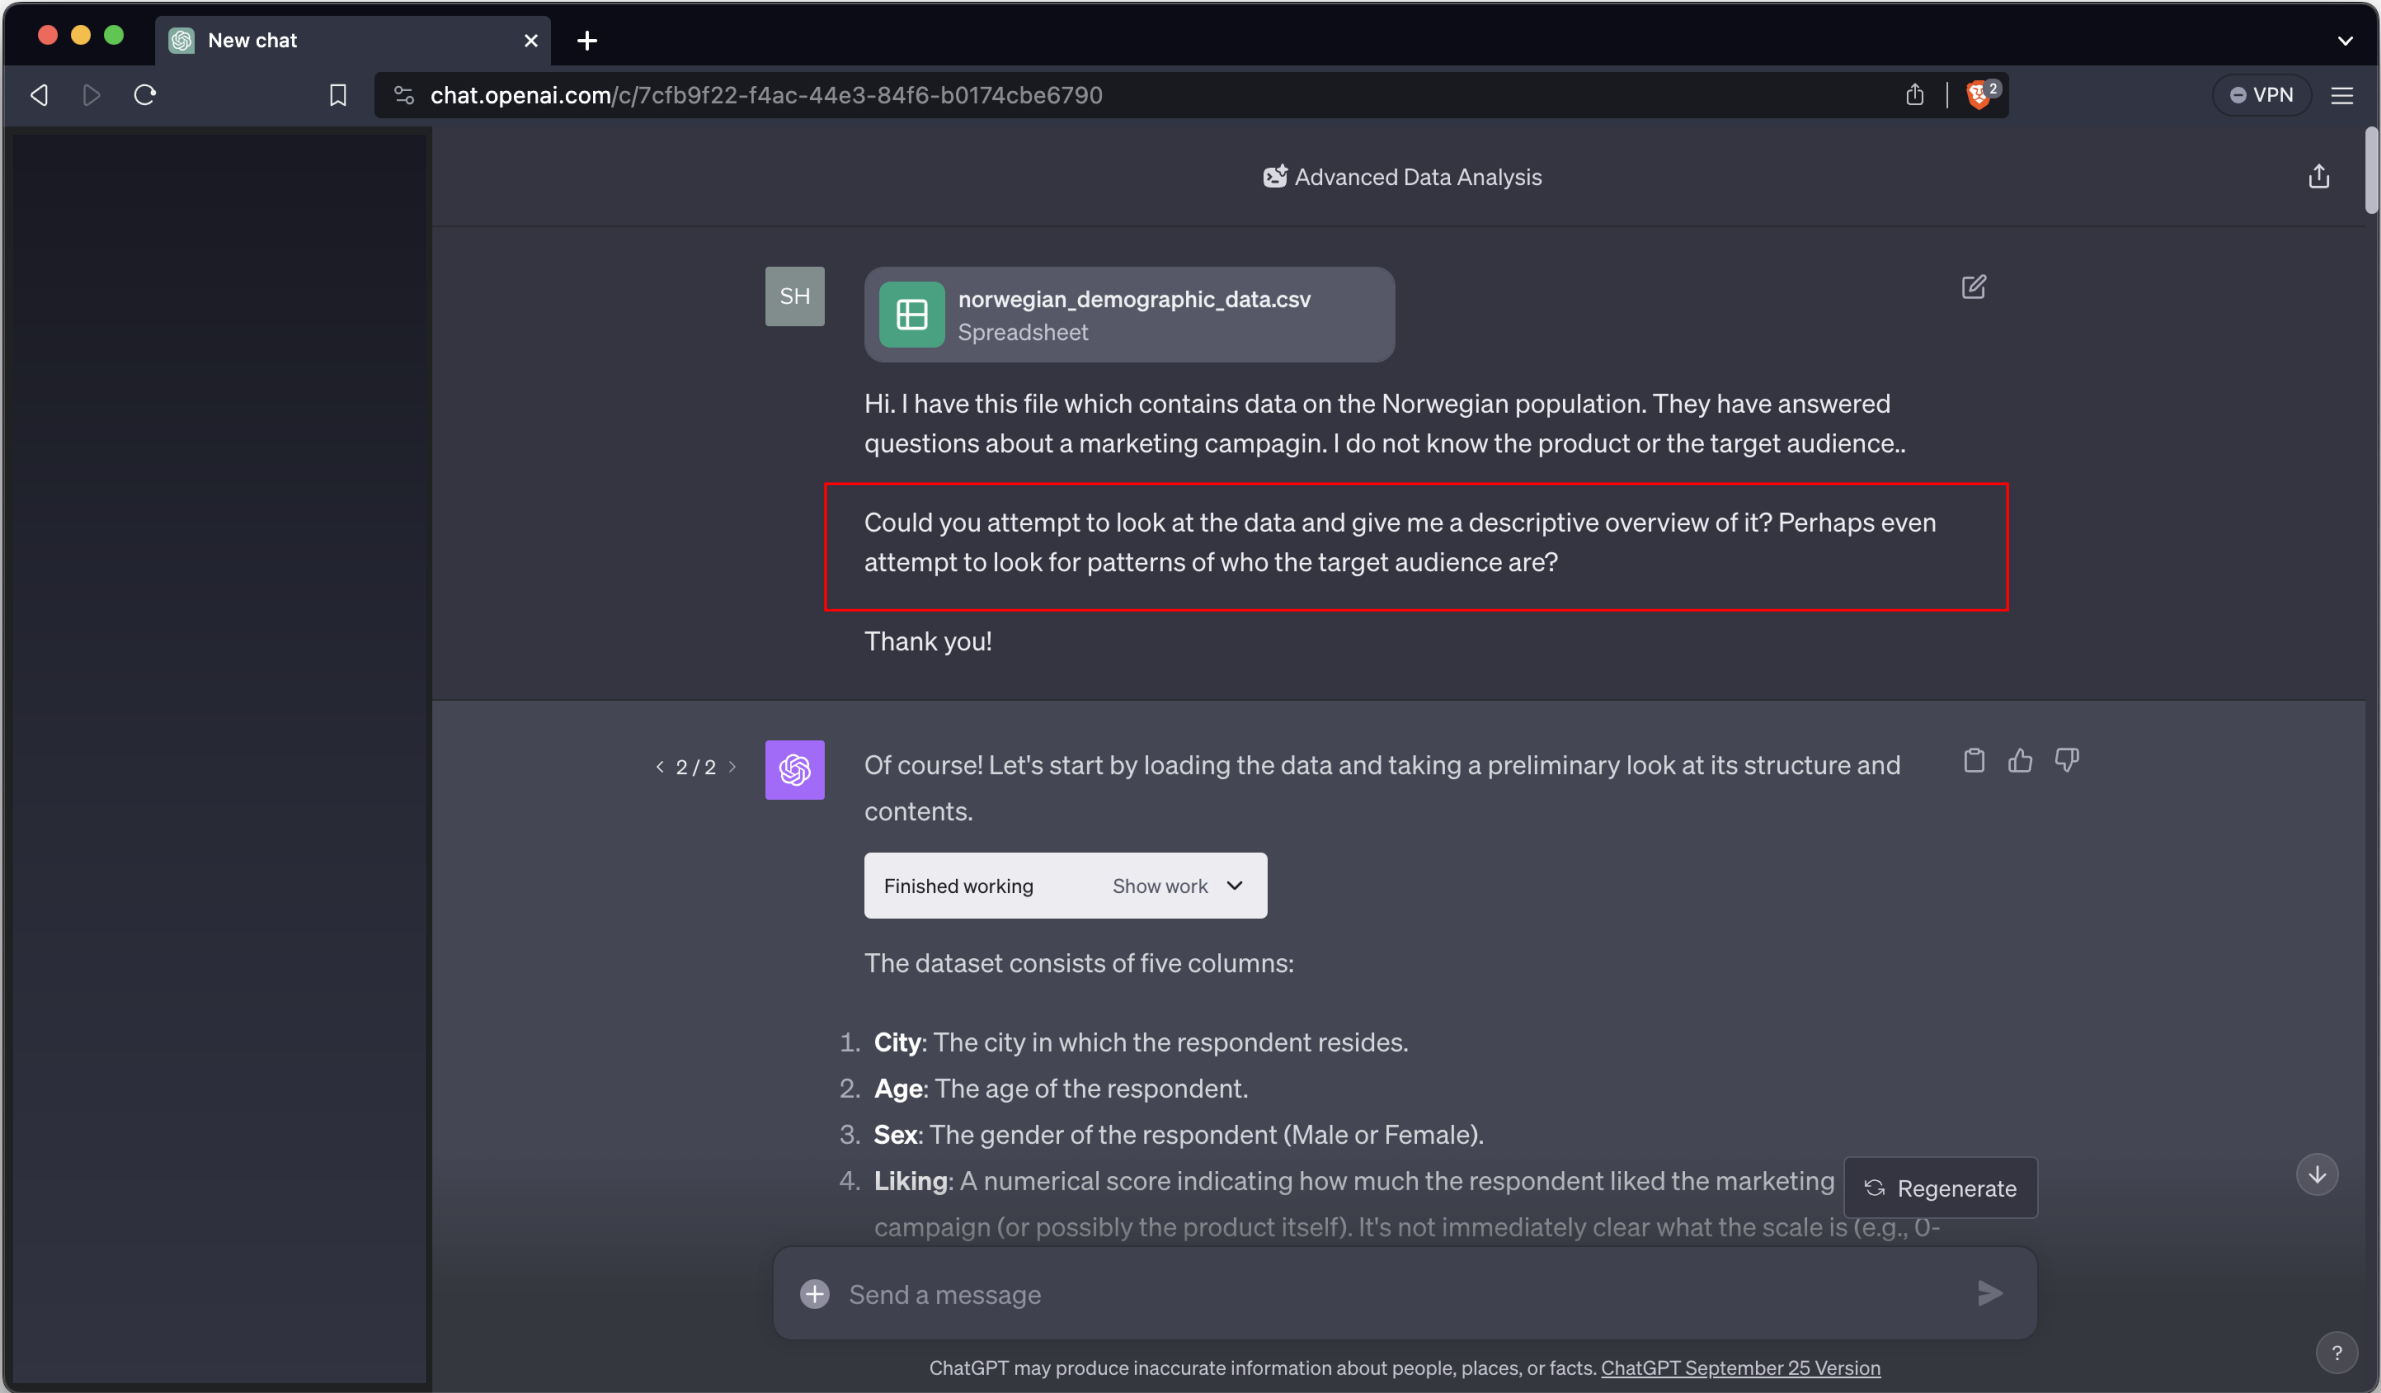 New chat
chat.openai.com/c/7cfb9f22-f4ac-44e3-84f6-b0174cbe6790
2
VPN
Advanced Data Analysis
SH
norwegian_demographic_data.csv
Spreadsheet
Hi. I have this file which contains data on the Norwegian population. They have answered
questions about a marketing campagin. I do not know the product or the target audience..
Could you attempt to look at the data and give me a descriptive overview of it? Perhaps even
attempt to look for patterns of who the target audience are?
Thank you!
2 / 2
Of course! Let's start by loading the data and taking a preliminary look at its structure and
contents.
Finished working Show work
The dataset consists of five columns:
1. City: The city in which the respondent resides.
2. Age: The age of the respondent.
3. Sex: The gender of the respondent (Male or Female).
4. Liking: A numerical score indicating how much the respondent liked the marketing
Regenerate
campaign (or possibly the product itself). It's not immediately clear what the scale is (e.g., 0-
Send a message
ChatGPT may produce inaccurate information about people, places, or facts. ChatGPT September 25 Version
?